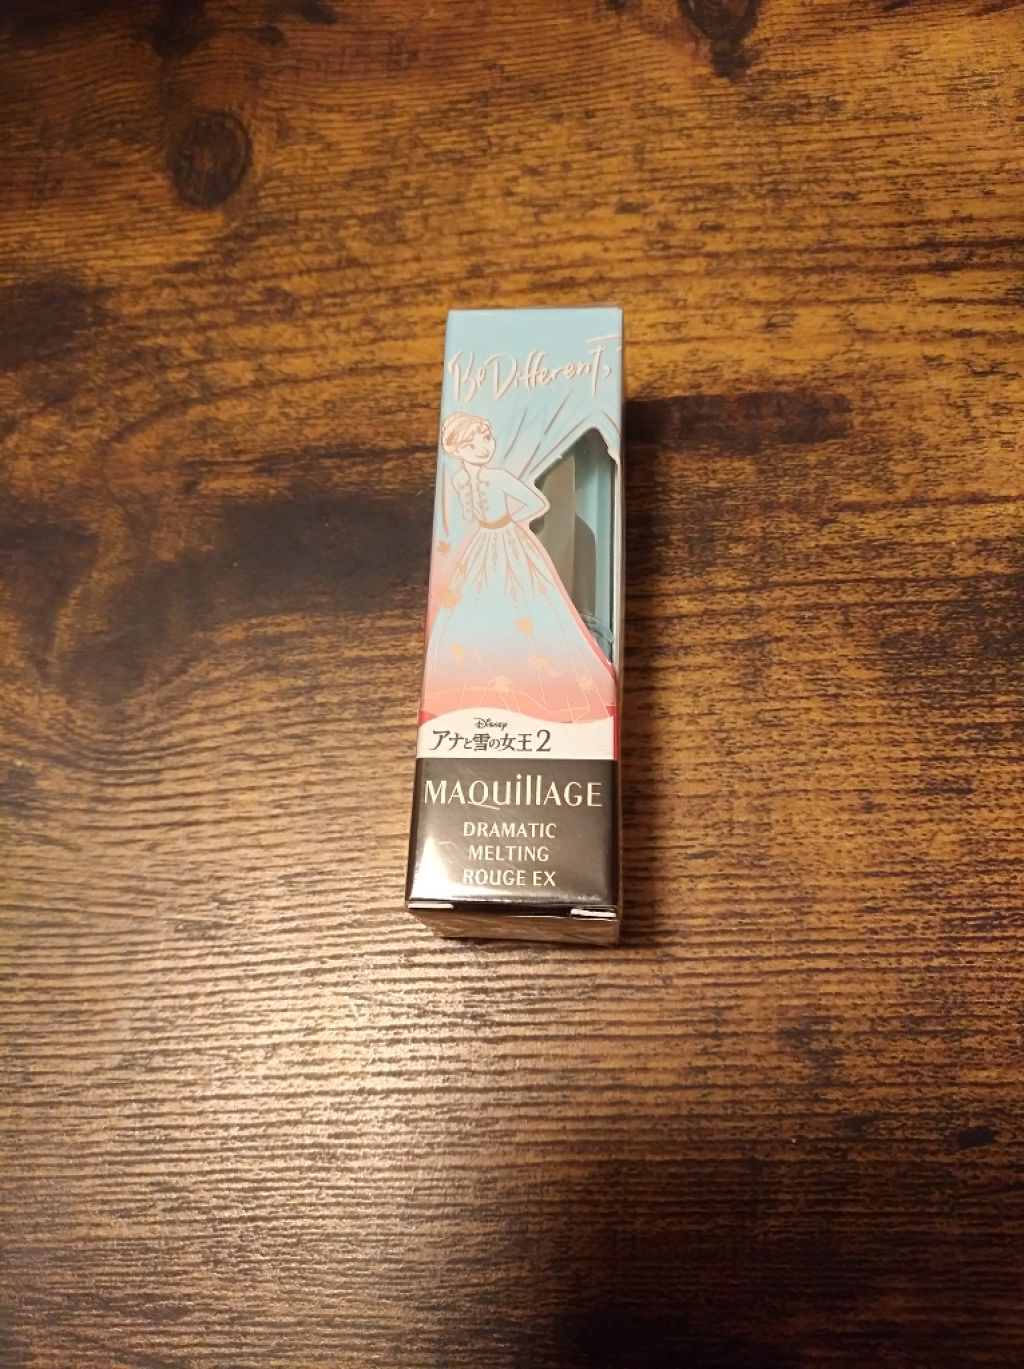 Be Different,
Disney
アナと雪の女王2
MAQuillAGE
DRAMATIC
MELTING
ROUGE EX